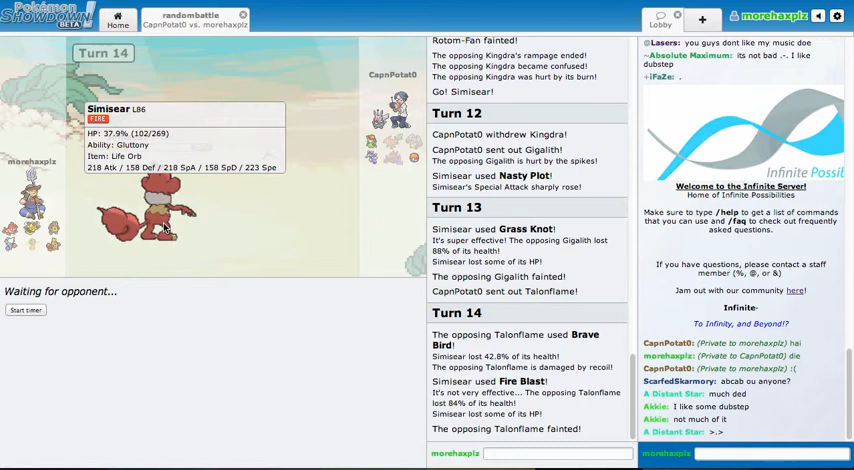 Pokémon
SHOWDOWN!
BETA
Home
randombattle
CapnPotat0 vs. morehaxplz
Lobby
+
morehaxplz
Turn 14
CapnPotat0
Simisear L86
FIRE
HP: 37.9% (102/269)
Ability: Gluttony
Item: Life Orb
218 Atk / 158 Def / 218 SpA / 158 SpD / 223 Spe
morehaxplz
Waiting for opponent...
Start timer
Rotom-Fan fainted!
The opposing Kingdra's rampage ended!
The opposing Kingdra became confused!
The opposing Kingdra was hurt by its burn!
Go! Simisear!
Turn 12
CapnPotat0 withdrew Kingdra!
CapnPotat0 sent out Gigalith!
The opposing Gigalith is hurt by the spikes!
Simisear used Nasty Plot!
Simisear's Special Attack sharply rose!
Turn 13
Simisear used Grass Knot!
It's super effective! The opposing Gigalith lost
88% of its health!
Simisear lost some of its HP!
The opposing Gigalith fainted!
CapnPotat0 sent out Talonflame!
Turn 14
The opposing Talonflame used Brave
Bird!
Simisear lost 42.8% of its health!
The opposing Talonflame is damaged by recoil!
Simisear used Fire Blast!
It's not very effective... The opposing Talonflame
lost 84% of its health!
Simisear lost some of its HP!
The opposing Talonflame fainted!
morehaxplz
@Lasers: you guys dont like my music doe
~Absolute Maximum: its not bad .-. I like
dubstep
+iFaZe: .
Infinite Possib
Welcome to the Infinite Server!
Home of Infinite Possibilities
Make sure to type /help to get a list of commands
that you can use and /faq to check out frequently
asked questions.
If you have questions, please contact a staff
member (%, @, or &)
Jam out with our community here!
Infinite-
To Infinity, and Beyond!?
CapnPotat0: (Private to morehaxplz) hai
morehaxplz: (Private to CapnPotat0) die
CapnPotat0: (Private to morehaxplz) :(
ScarfedSkarmory: abcab ou anyone?
A Distant Star: much ded
Akkie: I like some dubstep
Akkie: not much of it
A Distant Star: >.>
morehaxplz